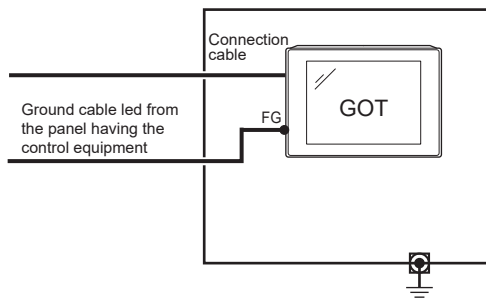 Connection
cable
Ground cable led from
the panel having the
control equipment
FG
GOT